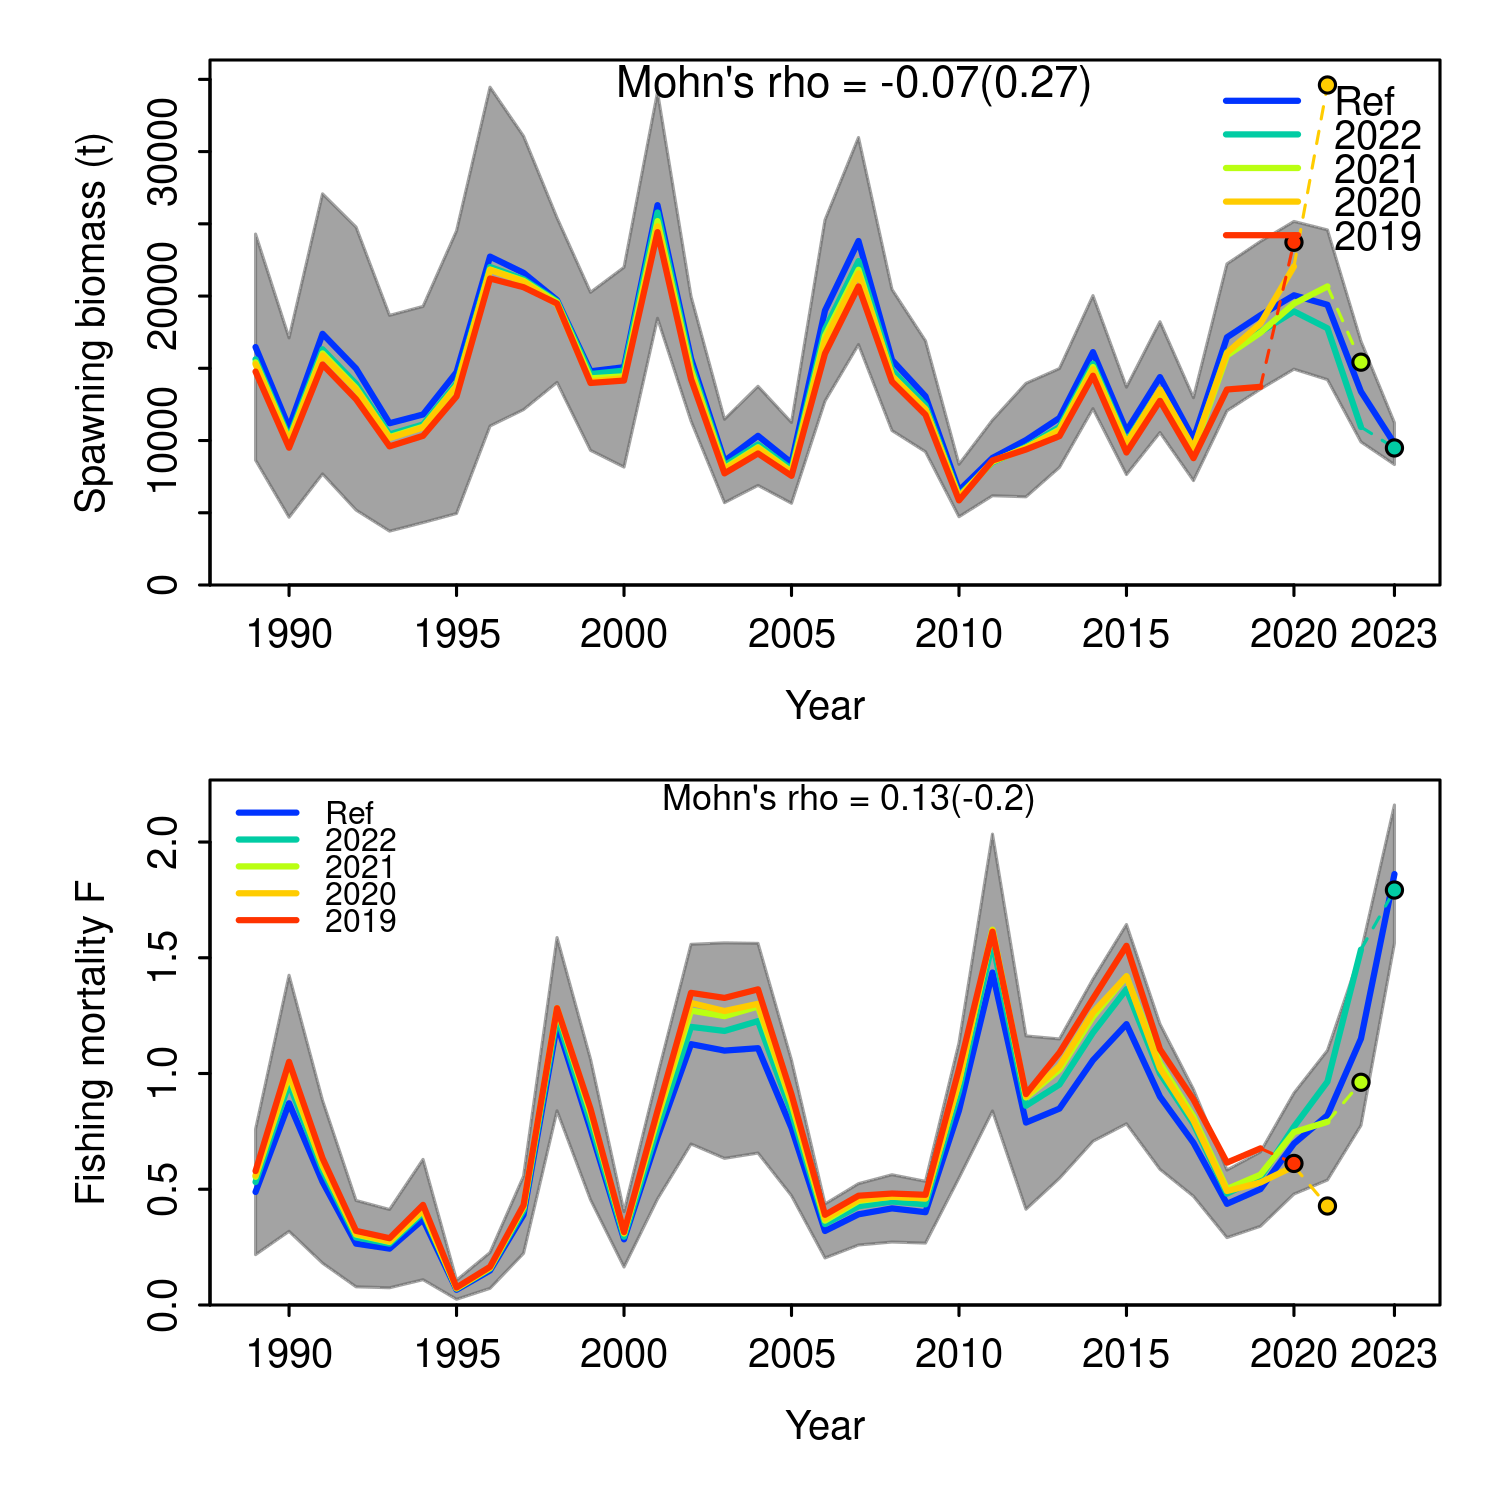 Mohn's rho = -0.07(0.27)
Ref
2022
2021
2020
2019
Spawning biomass (t)
0 10000 20000 30000
1990 1995 2000 2005 2010 2015 2020 2023
Year
Mohn's rho = 0.13(-0.2)
Ref
2022
2021
2020
2019
Fishing mortality F
0.0 0.5 1.0 1.5 2.0
1990 1995 2000 2005 2010 2015 2020 2023
Year